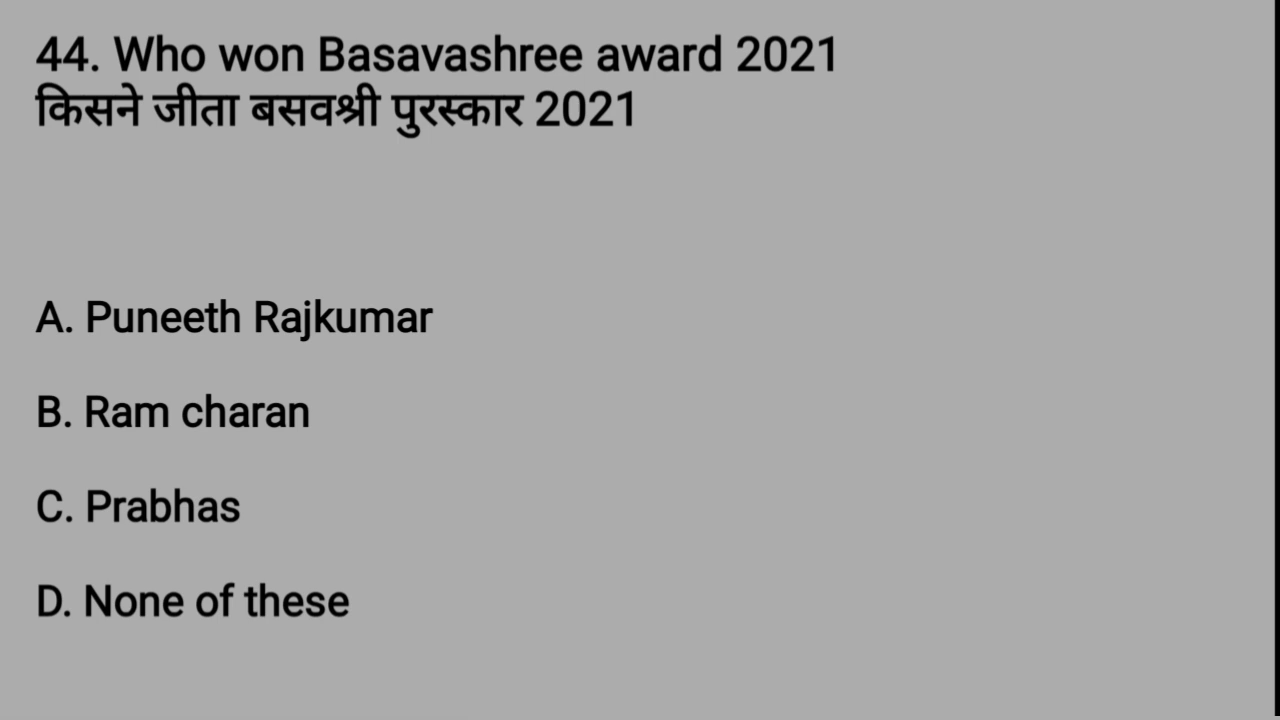 44. Who won Basavashree award 2021
किसने जीता बसवश्री पुरस्कार 2021
A. Puneeth Rajkumar
B. Ram charan
C. Prabhas
D. None of these